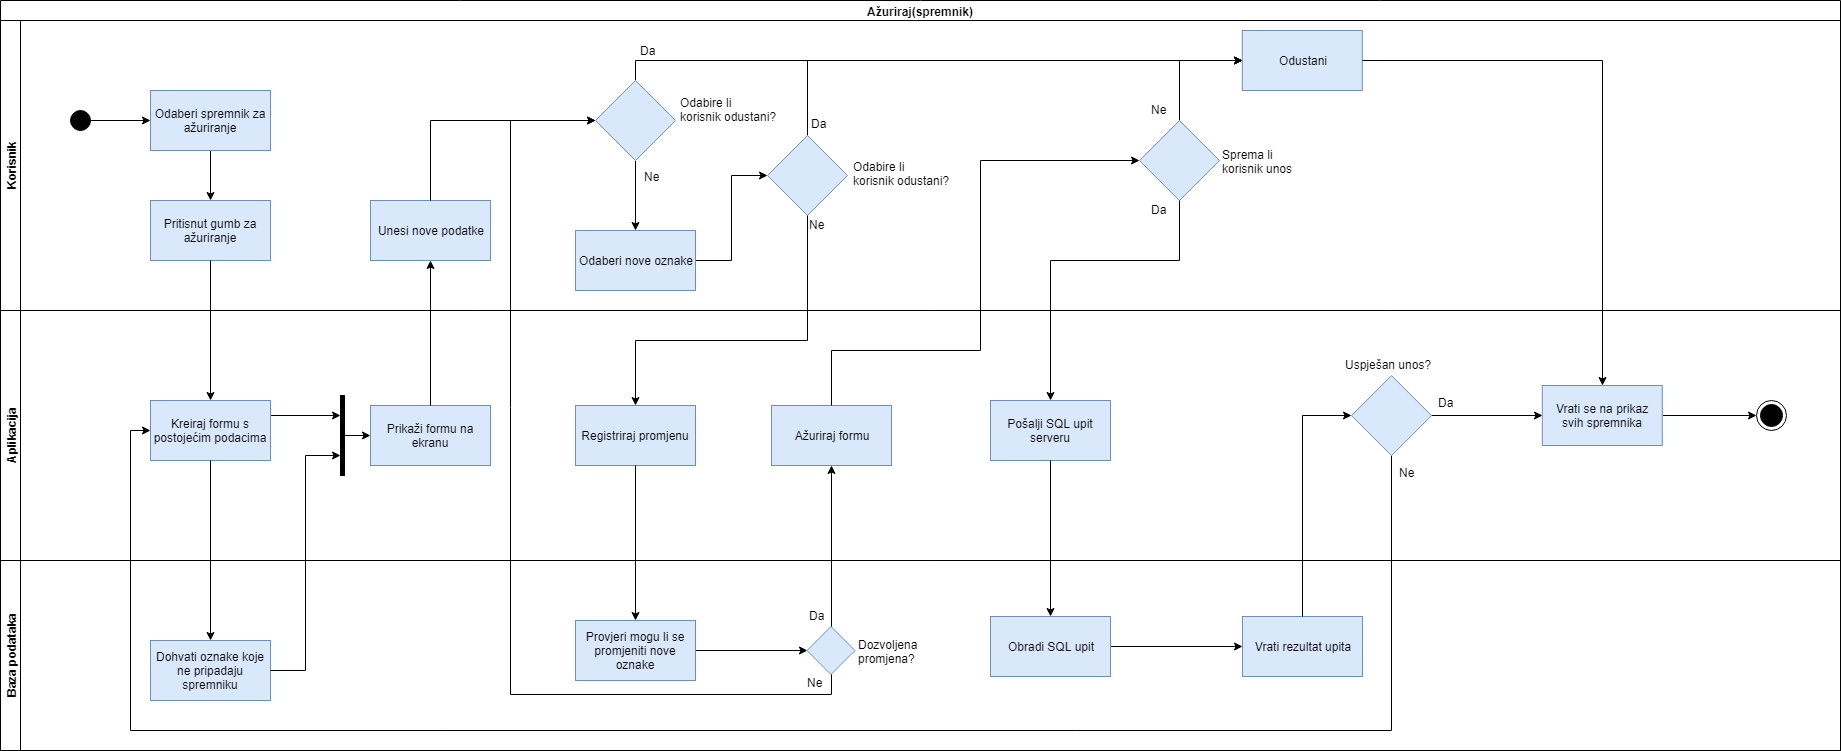 Ažuriraj(spremnik)
Korisnik
Odaberi spremnik za
ažuriranje
Pritisnut gumb za
ažuriranje
Unesi nove podatke
Da
Odabire li
korisnik odustani?
Ne
Odaberi nove oznake
Da
Odabire li
korisnik odustani?
Ne
Odustani
Ne
Sprema li
korisnik unos
Da
Aplikacija
Kreiraj formu s
postojećim podacima
Prikaži formu na
ekranu
Registriraj promjenu
Ažuriraj formu
Pošalji SQL upit
serveru
Uspješan unos?
Da
Ne
Vrati se na prikaz
svih spremnika
Baza podataka
Dohvati oznake koje
ne pripadaju
spremniku
Provjeri mogu li se
promjeniti nove
oznake
Da
Dozvoljena
promjena?
Ne
Obradi SQL upit
Vrati rezultat upita